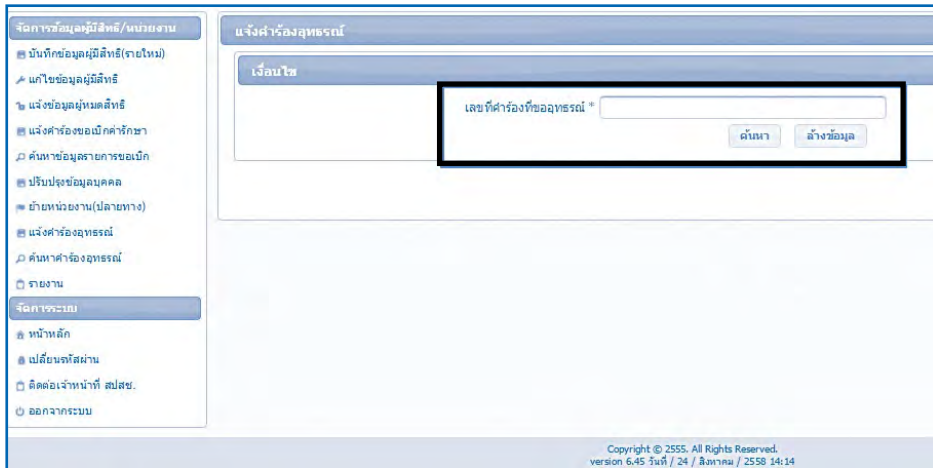 จัดการข้อมูลผู้มีสิทธิ/หน่วยงาน
บันทึกข้อมูลผู้มีสิทธิ(รายใหม่)
แก้ไขข้อมูลผู้มีสิทธิ
แจ้งข้อมูลผู้หมดสิทธิ
แจ้งคำร้องขอเบิกค่ารักษา
ค้นหาข้อมูลรายการขอเบิก
ปรับปรุงข้อมูลบุคคล
ย้ายหน่วยงาน(ปลายทาง)
แจ้งคำร้องอุทธรณ์
ค้นหาคำร้องอุทธรณ์
รายงาน
จัดการระบบ
หน้าหลัก
เปลี่ยนรหัสผ่าน
ติดต่อเจ้าหน้าที่ สปสช.
ออกจากระบบ
แจ้งคำร้องอุทธรณ์
เงื่อนไข
เลขที่คำร้องที่ขออุทธรณ์ *
ค้นหา ล้างข้อมูล
Copyright © 2555. All Rights Reserved.
version 6.45 วันที่ / 24 / สิงหาคม / 2558 14:14